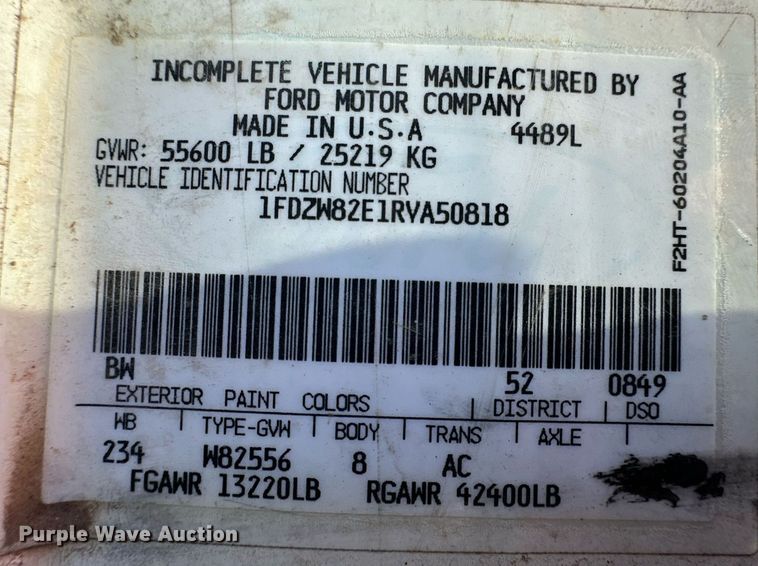 INCOMPLETE VEHICLE MANUFACTURED BY
FORD MOTOR COMPANY
MADE IN U.S.A 4489L
GVWR: 55600 LB / 25219 KG
VEHICLE IDENTIFICATION NUMBER
1FDZW82E1RVA50818
F2HT-60204A10-AA
BW 52 0849
EXTERIOR PAINT COLORS DISTRICT DSO
WB TYPE-GVW BODY TRANS AXLE
234 W82556 8 AC
FGAWR 13220LB RGAWR 42400LB
Purple Wave Auction